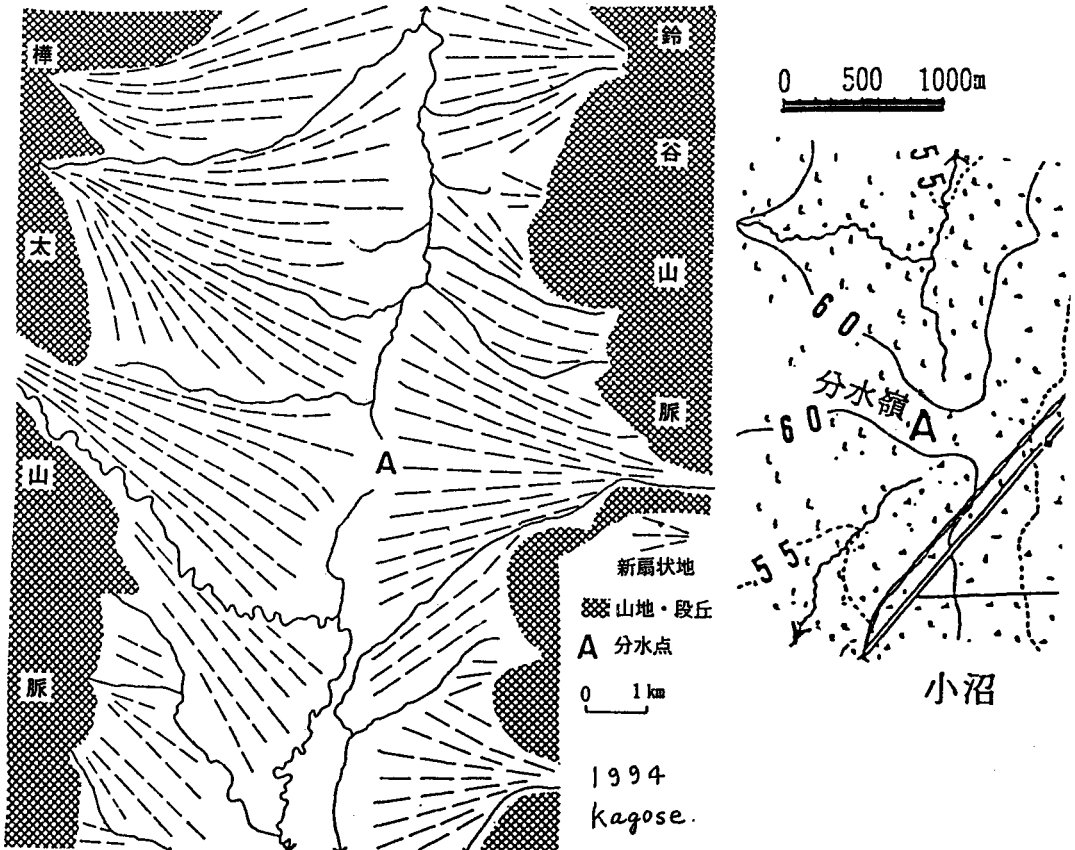 樺太山脈
鈴谷山脈
A
新扇状地
山地・段丘
A 分水点
0 1km
1994
kagose.
0 500 1000m
55
60
分水嶺
A
60
55
小沼